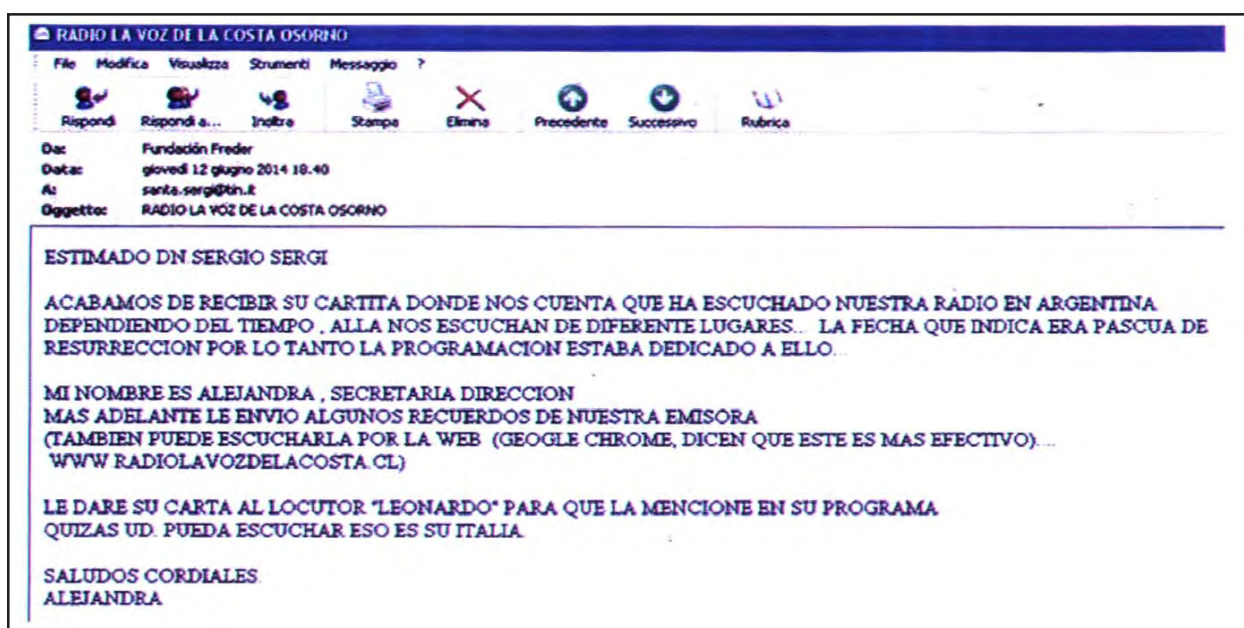 RADIO LA VOZ DE LA COSTA OSORNO
File Modifica Visualizza Strumenti Messaggio ?
Rispondi Rispondi a... Inoltra Stampa Elimina Precedente Successivo Rubrica
Da: Fundación Freder
Data: giovedì 12 giugno 2014 18.40
A: santa.sergi@tin.it
Oggetto: RADIO LA VOZ DE LA COSTA OSORNO
ESTIMADO DN SERGIO SERGI
ACABAMOS DE RECIBIR SU CARTITA DONDE NOS CUENTA QUE HA ESCUCHADO NUESTRA RADIO EN ARGENTINA
DEPENDIENDO DEL TIEMPO , ALLA NOS ESCUCHAN DE DIFERENTE LUGARES... LA FECHA QUE INDICA ERA PASCUA DE
RESURRECCION POR LO TANTO LA PROGRAMACION ESTABA DEDICADO A ELLO...
MI NOMBRE ES ALEJANDRA , SECRETARIA DIRECCION
MAS ADELANTE LE ENVIO ALGUNOS RECUERDOS DE NUESTRA EMISORA
(TAMBIEN PUEDE ESCUCHARLA POR LA WEB (GEOGLE CHROME, DICEN QUE ESTE ES MAS EFECTIVO)....
WWW.RADIOLAVOZDELACOSTA.CL)
LE DARE SU CARTA AL LOCUTOR "LEONARDO" PARA QUE LA MENCIONE EN SU PROGRAMA
QUIZAS UD. PUEDA ESCUCHAR ESO ES SU ITALIA
SALUDOS CORDIALES.
ALEJANDRA